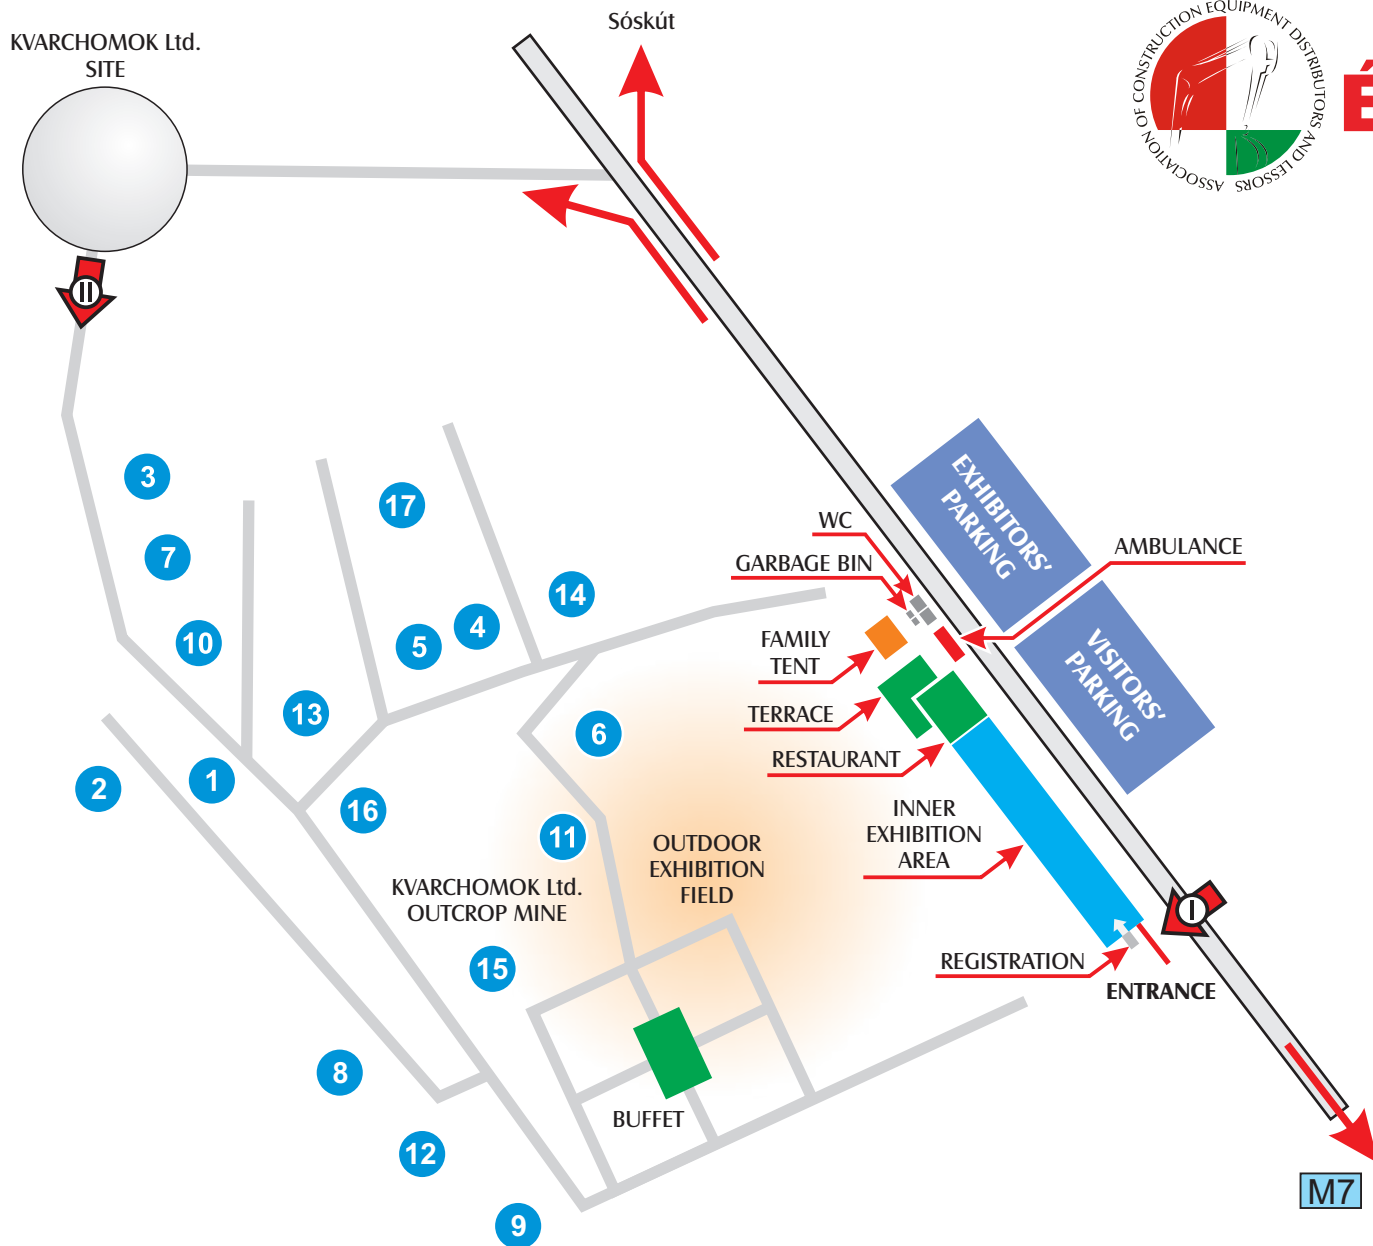 Sóskút
KVARCHOMOK Ltd.
SITE
ASSOCIATION OF CONSTRUCTION EQUIPMENT DISTRIBUTORS AND LESSORS
É
II
3
17
7
EXHIBITORS'
PARKING
WC
GARBAGE BIN
AMBULANCE
14
10
5
4
FAMILY
TENT
VISITORS'
PARKING
13
6
TERRACE
RESTAURANT
2
1
16
11
INNER
EXHIBITION
AREA
OUTDOOR
EXHIBITION
FIELD
KVARCHOMOK Ltd.
OUTCROP MINE
I
15
REGISTRATION
ENTRANCE
8
BUFFET
12
9
M7